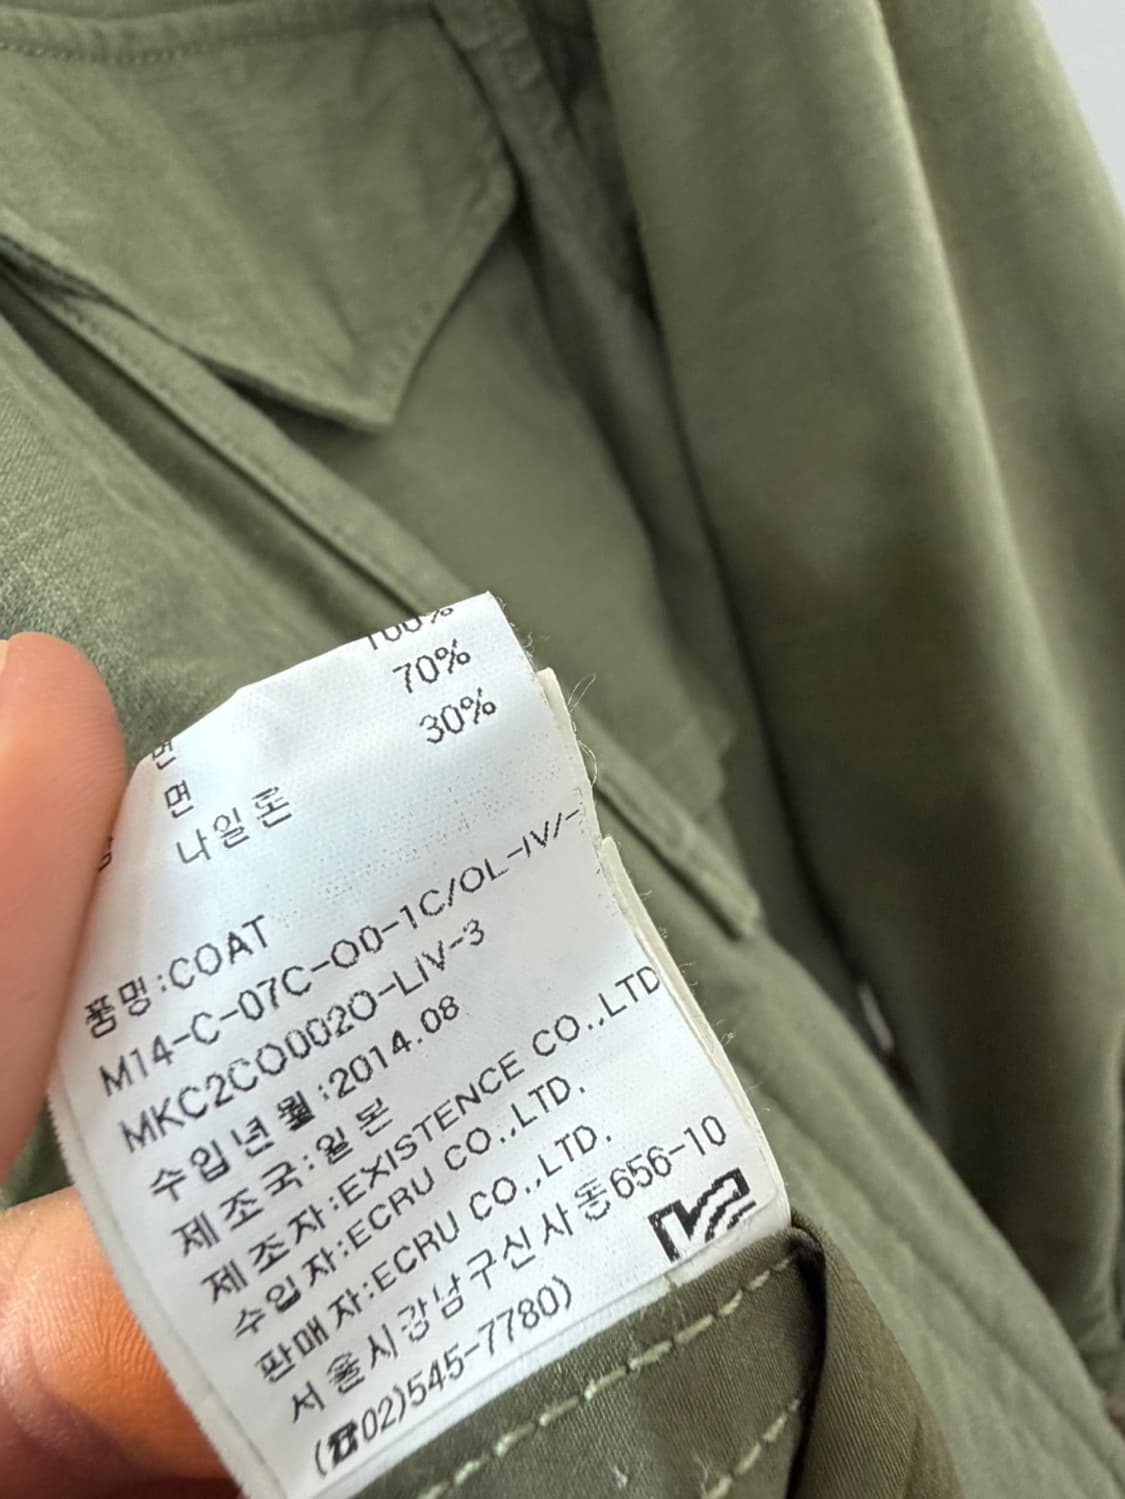 면 100%
면 70%
나일론 30%
품명:COAT
M14-C-07C-O0-1C/OL-IV/-
MKC2CO0020-LIV-3
수입년월:2014.08
제조국:일본
제조자:EXISTENCE CO.,LTD
수입자:ECRU CO.,LTD.
판매자:ECRU CO.,LTD.
서울시강남구신사동656-10
(☎02)545-7780)